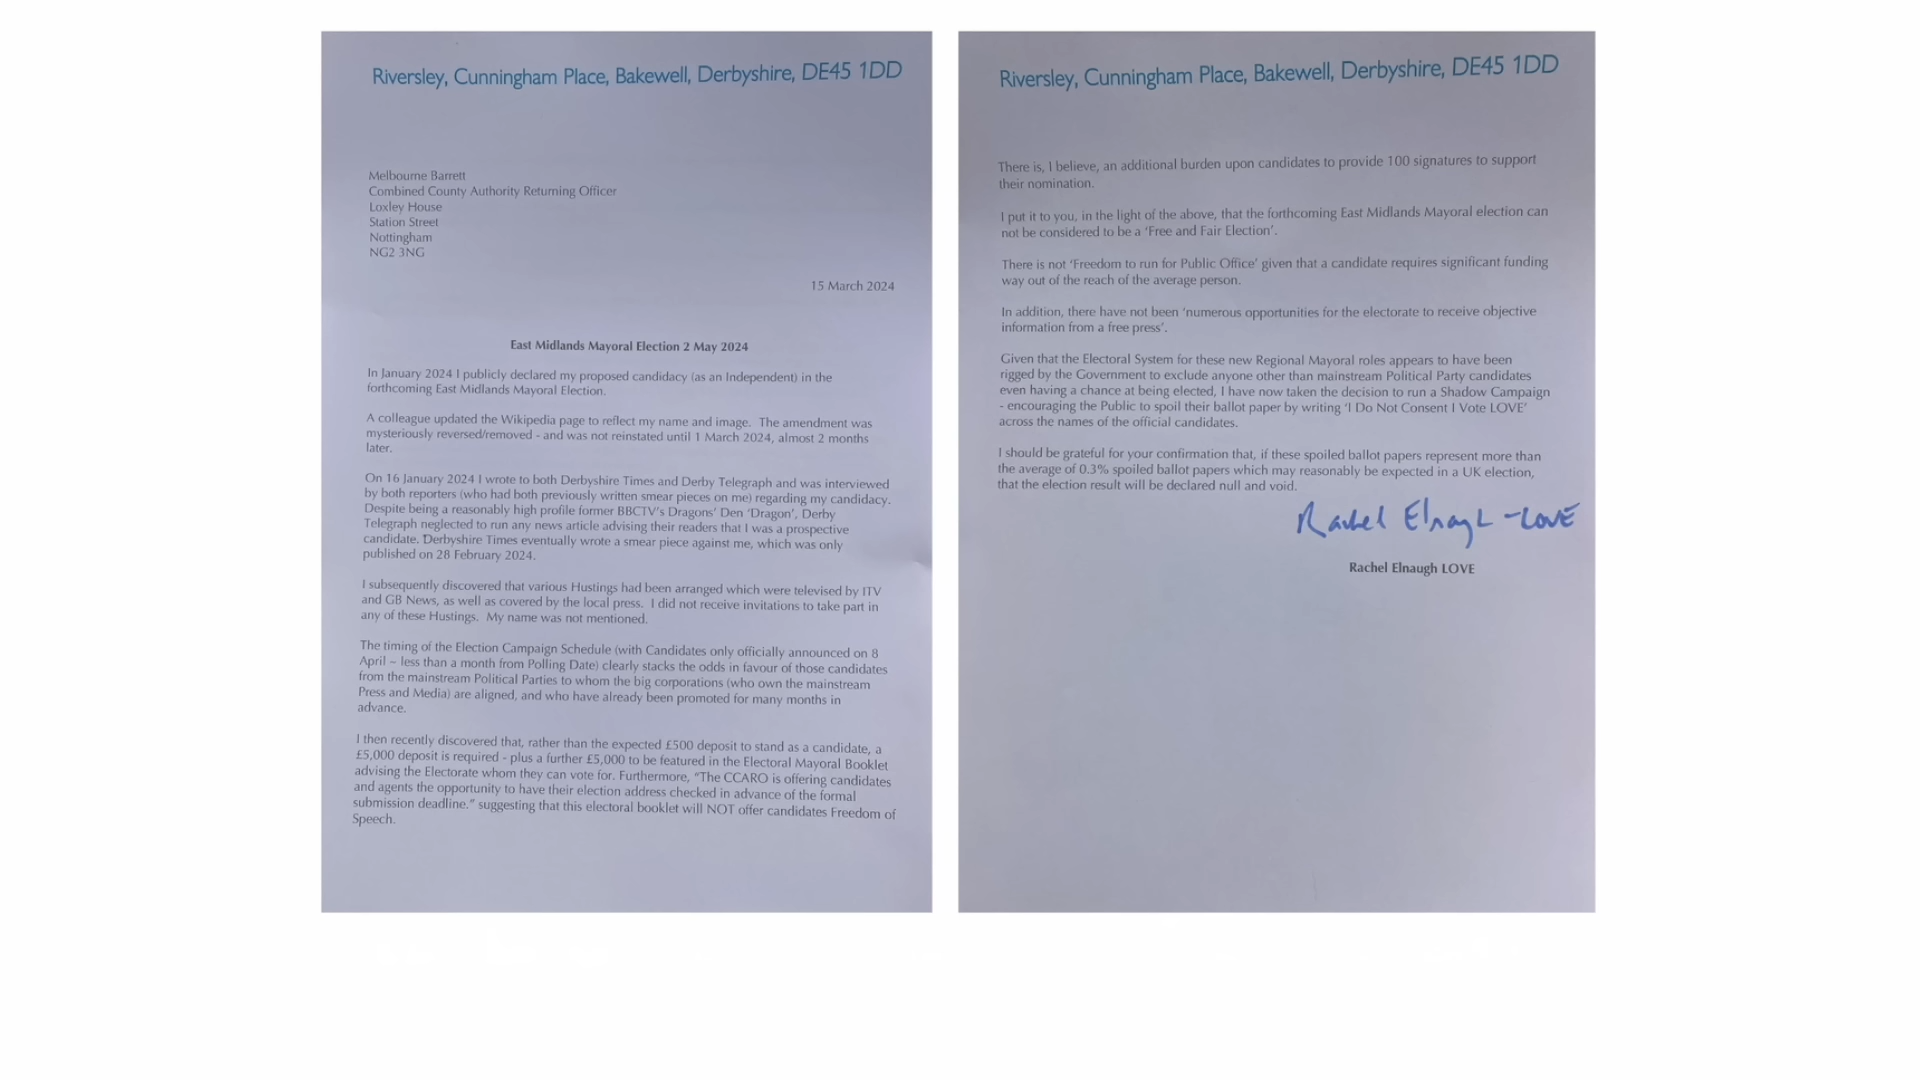 Riversley, Cunningham Place, Bakewell, Derbyshire, DE45 1DD
Melbourne Barrett
Combined County Authority Returning Officer
Loxley House
Station Street
Nottingham
NG2 3NG
15 March 2024
East Midlands Mayoral Election 2 May 2024
In January 2024 I publicly declared my proposed candidacy (as an Independent) in the
forthcoming East Midlands Mayoral Election.
A colleague updated the Wikipedia page to reflect my name and image.  The amendment was
mysteriously reversed/removed - and was not reinstated until 1 March 2024, almost 2 months
later.
On 16 January 2024 I wrote to both Derbyshire Times and Derby Telegraph and was interviewed
by both reporters (who had both previously written smear pieces on me) regarding my candidacy.
Despite being a reasonably high profile former BBCTV's Dragons' Den 'Dragon', Derby
Telegraph neglected to run any news article advising their readers that I was a prospective
candidate. Derbyshire Times eventually wrote a smear piece against me, which was only
published on 28 February 2024.
I subsequently discovered that various Hustings had been arranged which were televised by ITV
and GB News, as well as covered by the local press.  I did not receive invitations to take part in
any of these Hustings.  My name was not mentioned.
The timing of the Election Campaign Schedule (with Candidates only officially announced on 8
April – less than a month from Polling Date) clearly stacks the odds in favour of those candidates
from the mainstream Political Parties to whom the big corporations (who own the mainstream
Press and Media) are aligned, and who have already been promoted for many months in
advance.
I then recently discovered that, rather than the expected £500 deposit to stand as a candidate, a
£5,000 deposit is required - plus a further £5,000 to be featured in the Electoral Mayoral Booklet
advising the Electorate whom they can vote for. Furthermore, "The CCARO is offering candidates
and agents the opportunity to have their election address checked in advance of the formal
submission deadline." suggesting that this electoral booklet will NOT offer candidates Freedom of
Speech.
Riversley, Cunningham Place, Bakewell, Derbyshire, DE45 1DD
There is, I believe, an additional burden upon candidates to provide 100 signatures to support
their nomination.
I put it to you, in the light of the above, that the forthcoming East Midlands Mayoral election can
not be considered to be a 'Free and Fair Election'.
There is not 'Freedom to run for Public Office' given that a candidate requires significant funding
way out of the reach of the average person.
In addition, there have not been 'numerous opportunities for the electorate to receive objective
information from a free press'.
Given that the Electoral System for these new Regional Mayoral roles appears to have been
rigged by the Government to exclude anyone other than mainstream Political Party candidates
even having a chance at being elected, I have now taken the decision to run a Shadow Campaign
- encouraging the Public to spoil their ballot paper by writing 'I Do Not Consent I Vote LOVE'
across the names of the official candidates.
I should be grateful for your confirmation that, if these spoiled ballot papers represent more than
the average of 0.3% spoiled ballot papers which may reasonably be expected in a UK election,
that the election result will be declared null and void.
Rachel Elnaugh - LOVE
Rachel Elnaugh LOVE